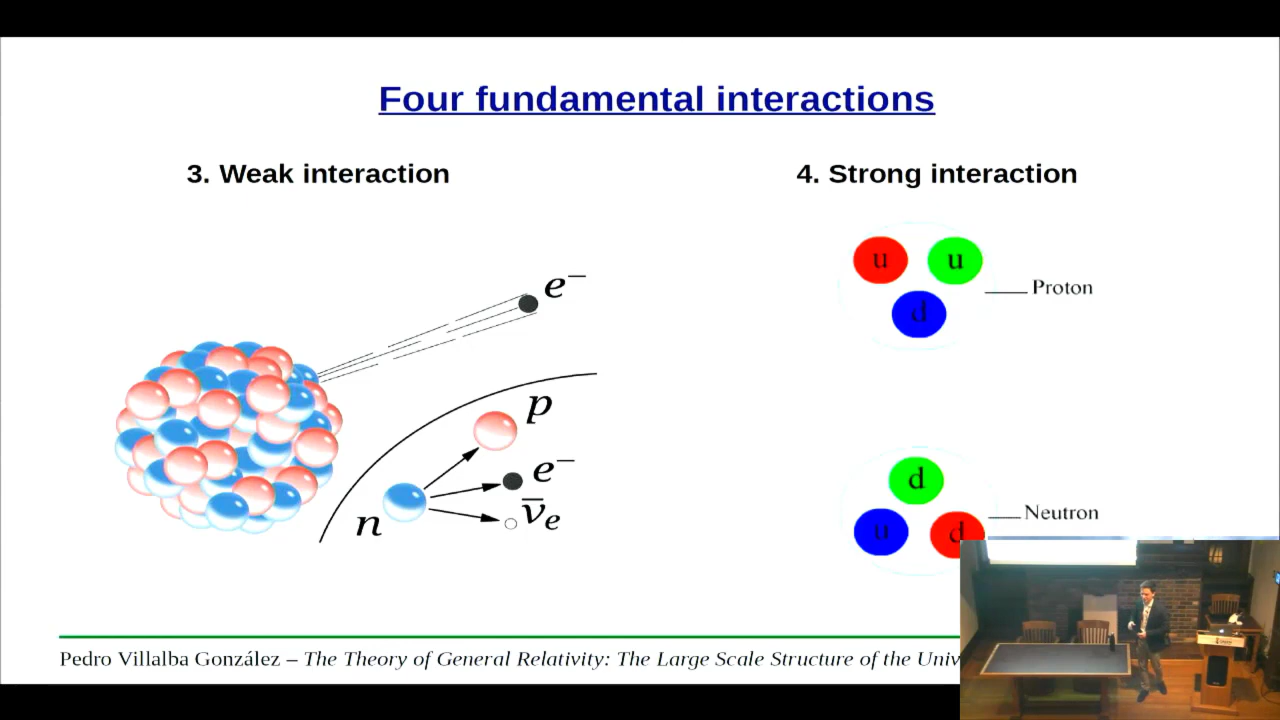 Four fundamental interactions
3. Weak interaction
4. Strong interaction
e⁻
p
e⁻
n
ν̄ₑ
u
u
d
Proton
d
u
d
Neutron
Pedro Villalba González – The Theory of General Relativity: The Large Scale Structure of the Univ